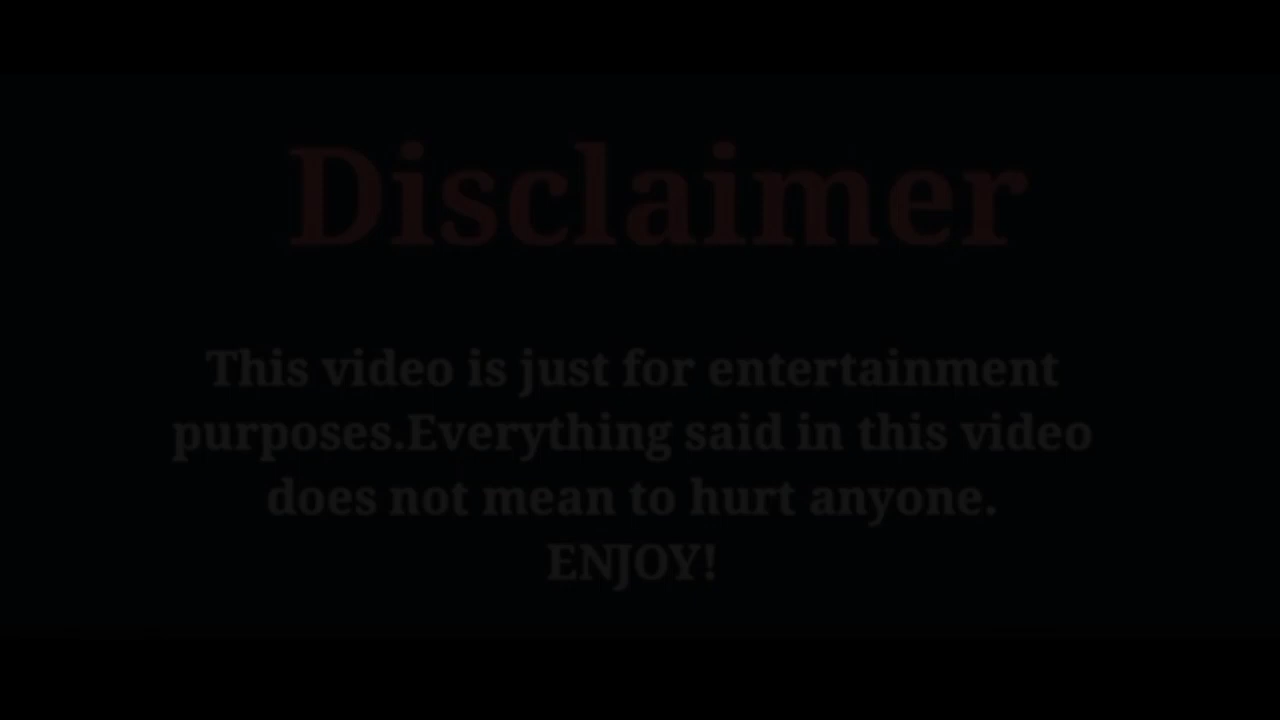 Disclaimer
This video is just for entertainment
purposes.Everything said in this video
does not mean to hurt anyone.
ENJOY!